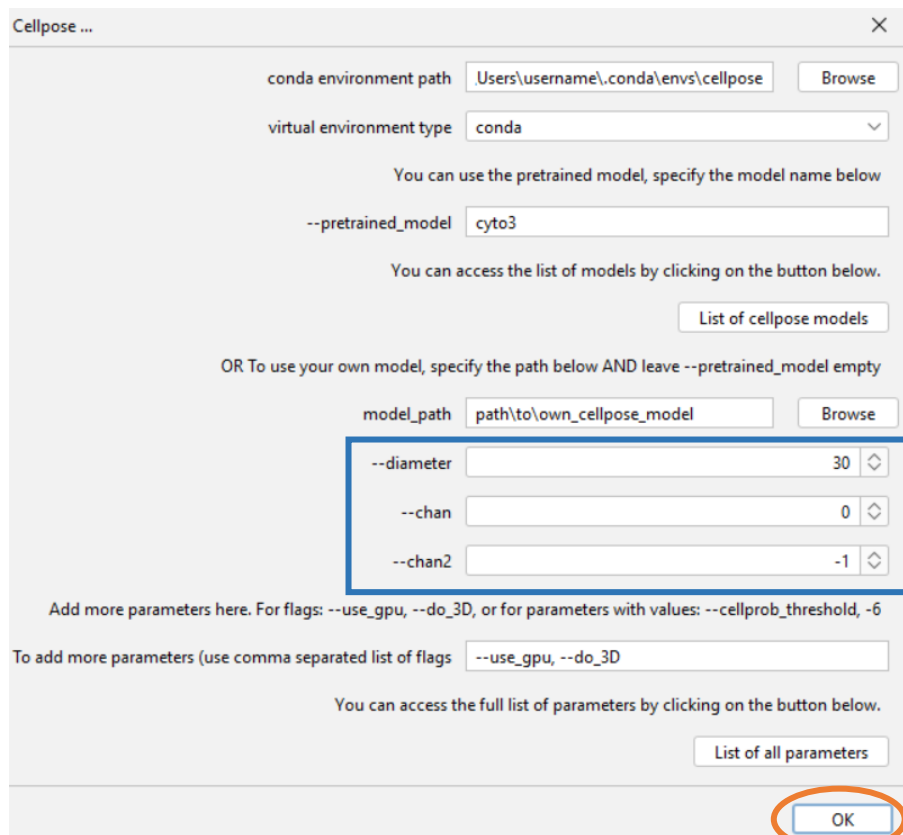 Cellpose ...
conda environment path .Users\username\.conda\envs\cellpose Browse
virtual environment type conda
You can use the pretrained model, specify the model name below
--pretrained_model cyto3
You can access the list of models by clicking on the button below.
List of cellpose models
OR To use your own model, specify the path below AND leave --pretrained_model empty
model_path path\to\own_cellpose_model Browse
--diameter 30
--chan 0
--chan2 -1
Add more parameters here. For flags: --use_gpu, --do_3D, or for parameters with values: --cellprob_threshold, -6
To add more parameters (use comma separated list of flags --use_gpu, --do_3D
You can access the full list of parameters by clicking on the button below.
List of all parameters
OK